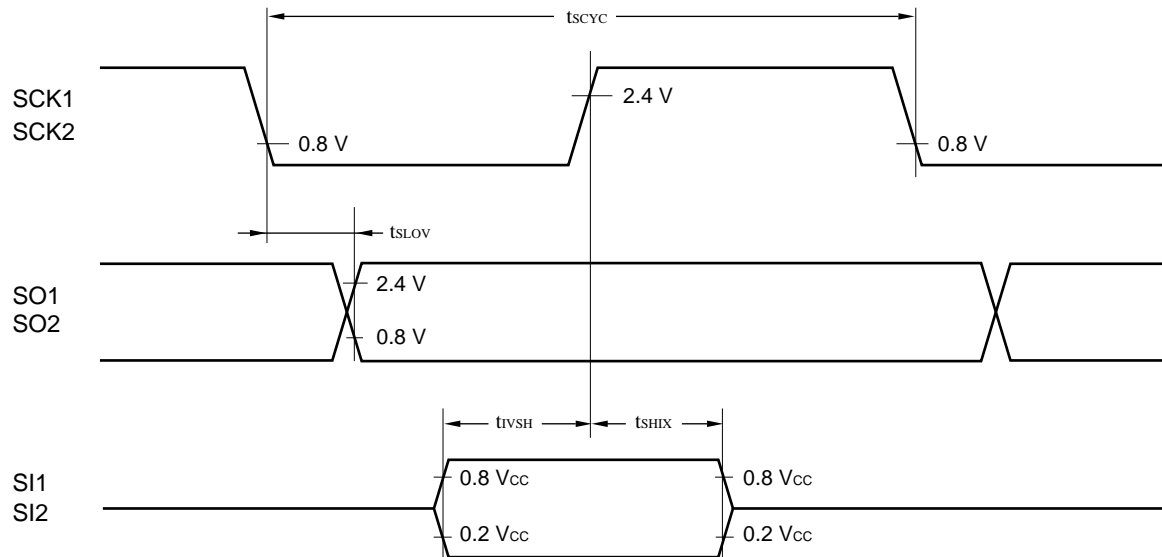 tSCYC
SCK1
SCK2
2.4 V
0.8 V
0.8 V
tSLOV
SO1
SO2
2.4 V
0.8 V
tIVSH
tSHIX
SI1
SI2
0.8 VCC
0.8 VCC
0.2 VCC
0.2 VCC